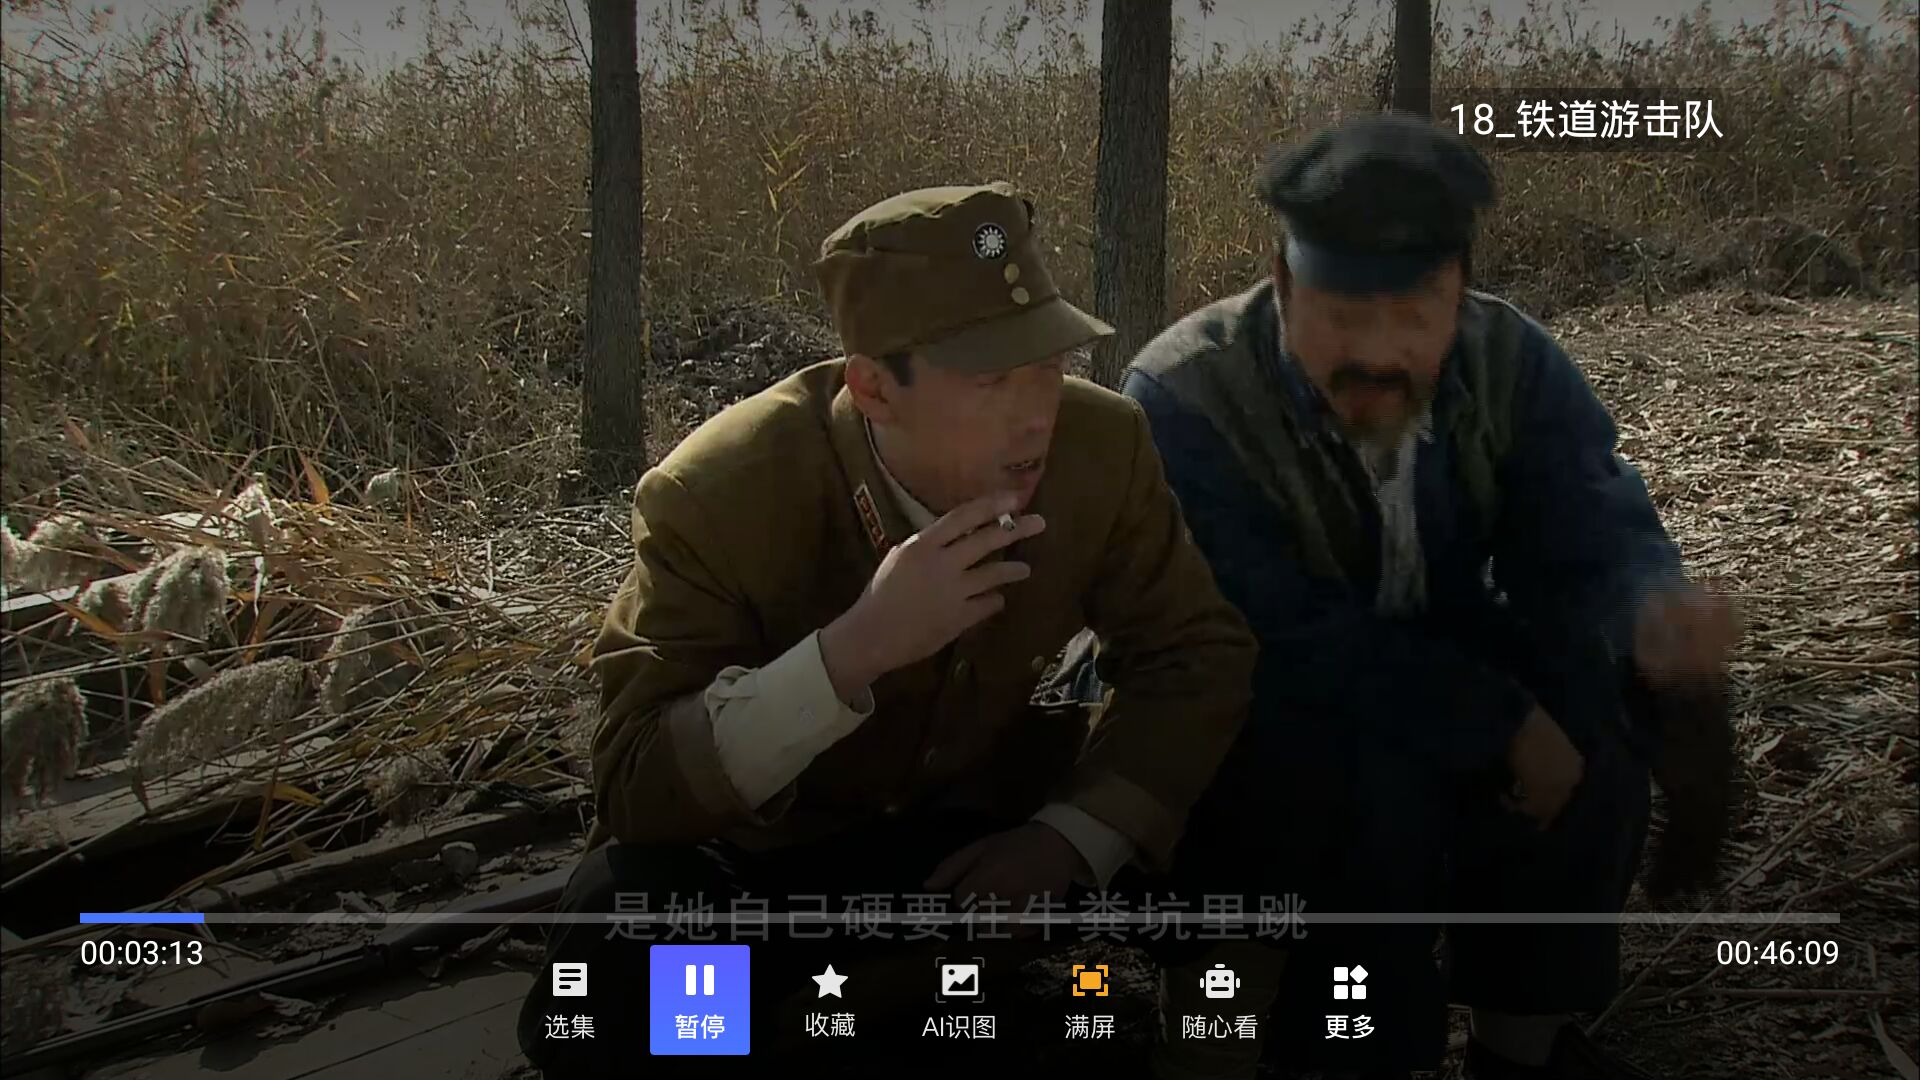 18_铁道游击队
是她自己硬要往牛粪坑里跳
00:03:13
00:46:09
选集
暂停
收藏
AI识图
满屏
随心看
更多